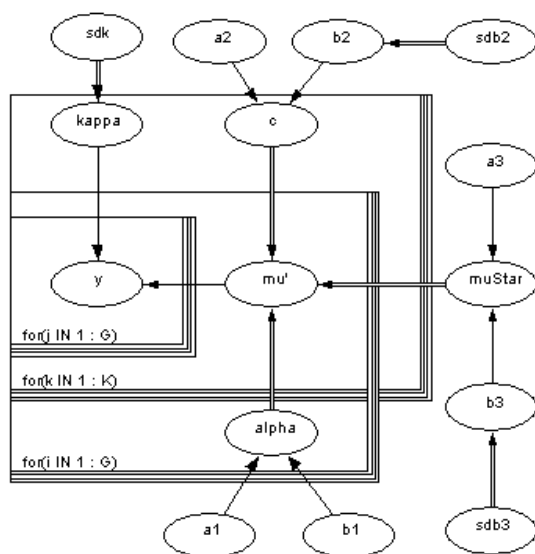 sdk
a2
b2
sdb2
kappa
c
a3
y
mu'
muStar
for(j IN 1 : G)
for(k IN 1 : K)
b3
alpha
for(i IN 1 : G)
a1
b1
sdb3